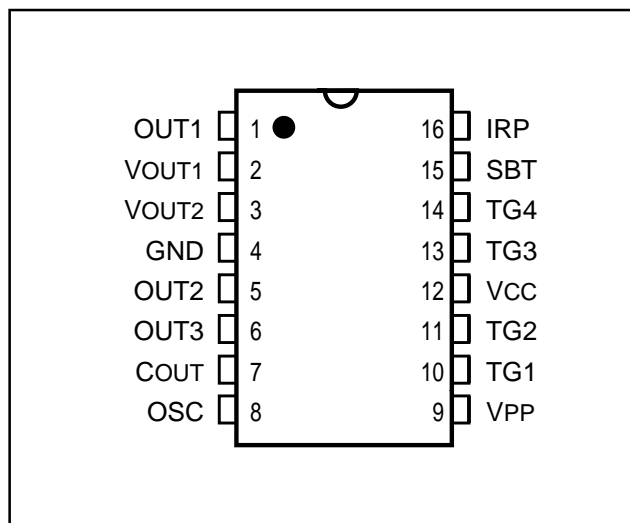 OUT1 1 16 IRP
VOUT1 2 15 SBT
VOUT2 3 14 TG4
GND 4 13 TG3
OUT2 5 12 VCC
OUT3 6 11 TG2
COUT 7 10 TG1
OSC 8 9 VPP